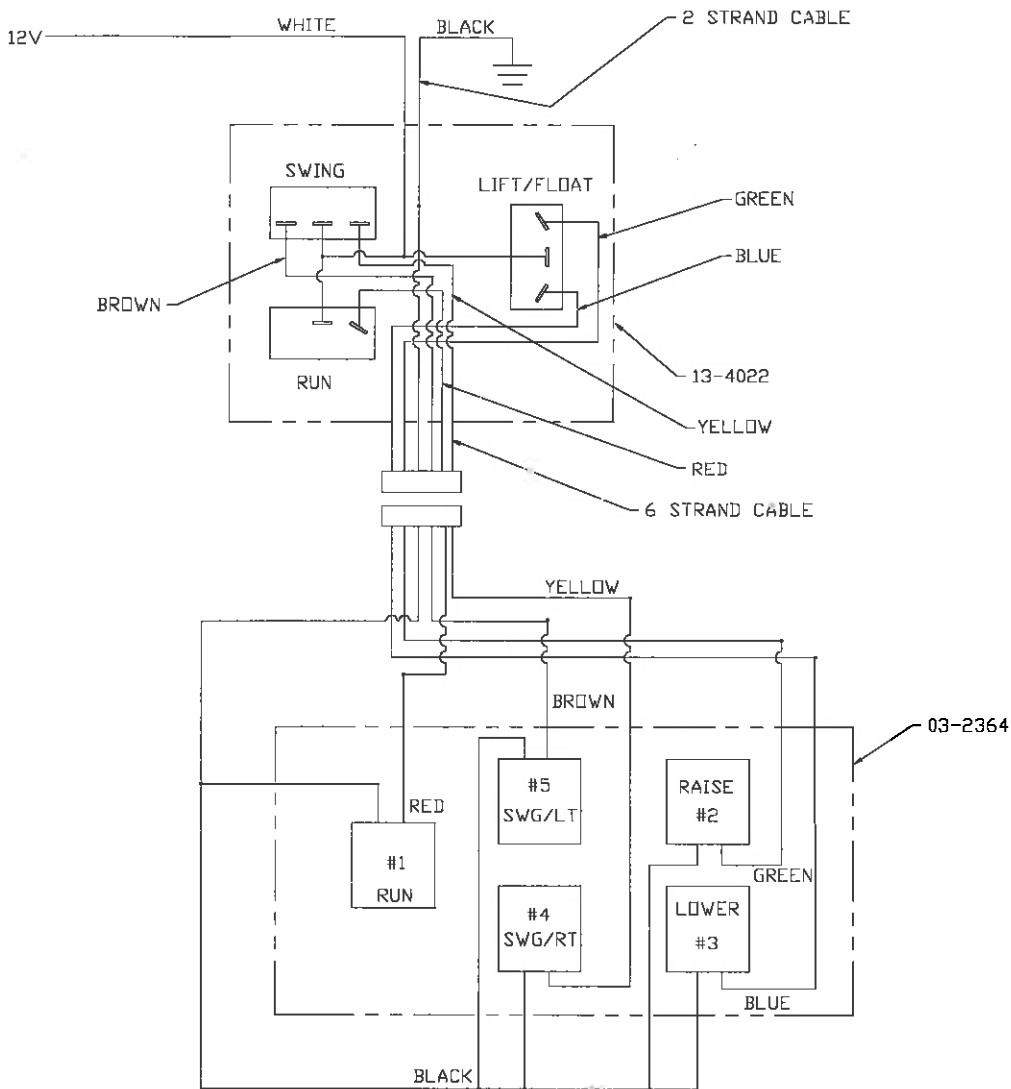 2 STRAND CABLE
WHITE
BLACK
12V
SWING
LIFT/FLOAT
GREEN
BLUE
BROWN
RUN
13-4022
YELLOW
RED
6 STRAND CABLE
YELLOW
BROWN
03-2364
#5
SWG/LT
RAISE
#2
RED
#1
RUN
GREEN
#4
SWG/RT
LOWER
#3
BLUE
BLACK